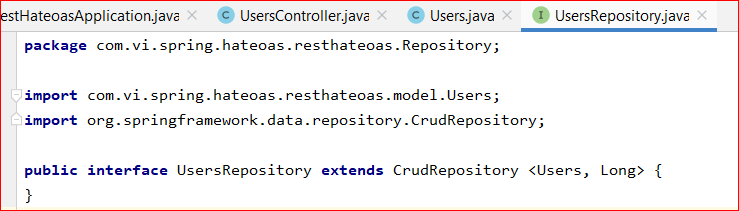 estHateoasApplication.java × C UsersController.java × C Users.java × I UsersRepository.java ×
package com.vi.spring.hateoas.resthateoas.Repository;
import com.vi.spring.hateoas.resthateoas.model.Users;
import org.springframework.data.repository.CrudRepository;
public interface UsersRepository extends CrudRepository <Users, Long> {
}